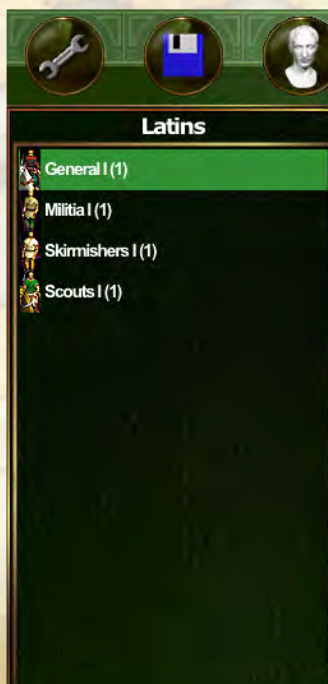 Latins
General I (1)
Militia I (1)
Skirmishers I (1)
Scouts I (1)